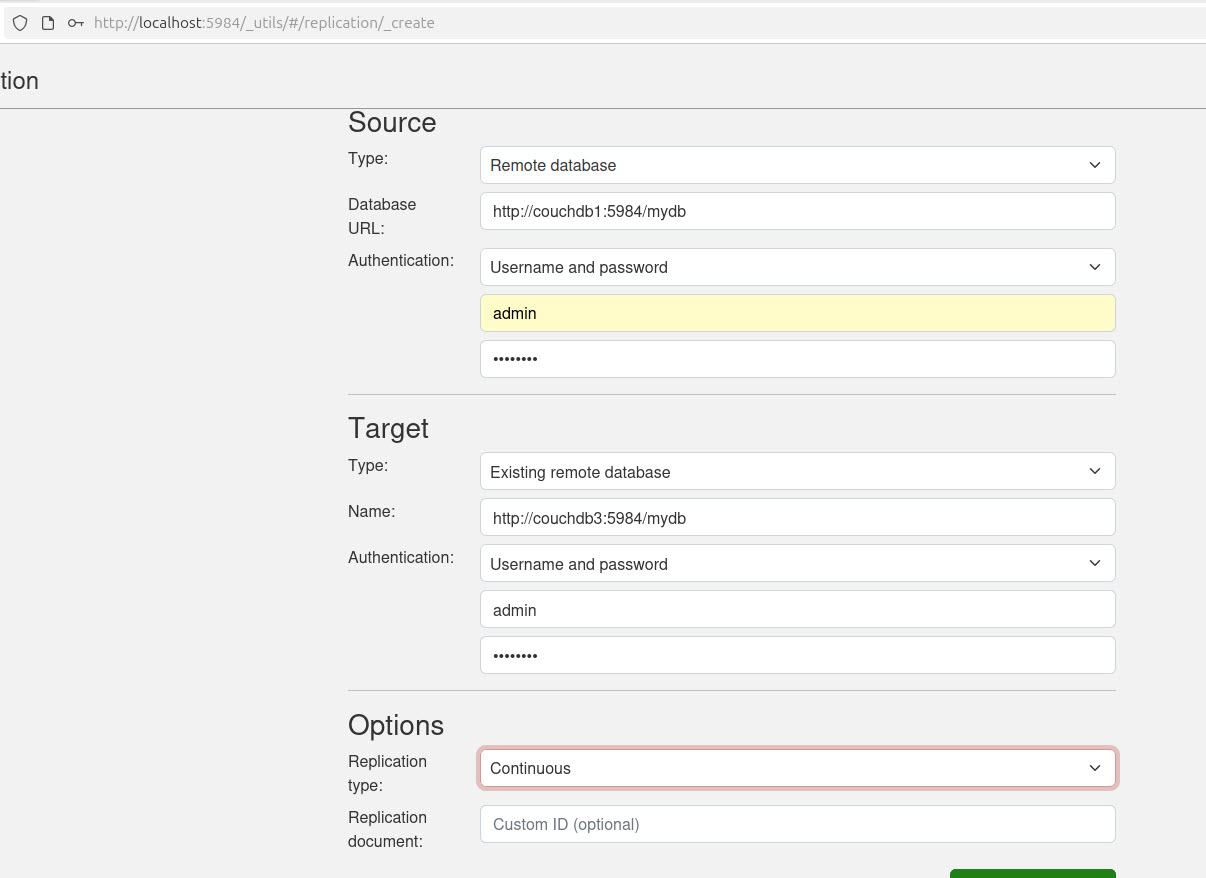 http://localhost:5984/_utils/#/replication/_create
tion
Source
Type:
Remote database
Database
URL:
http://couchdb1:5984/mydb
Authentication:
Username and password
admin
••••••••
Target
Type:
Existing remote database
Name:
http://couchdb3:5984/mydb
Authentication:
Username and password
admin
••••••••
Options
Replication
type:
Continuous
Replication
document:
Custom ID (optional)